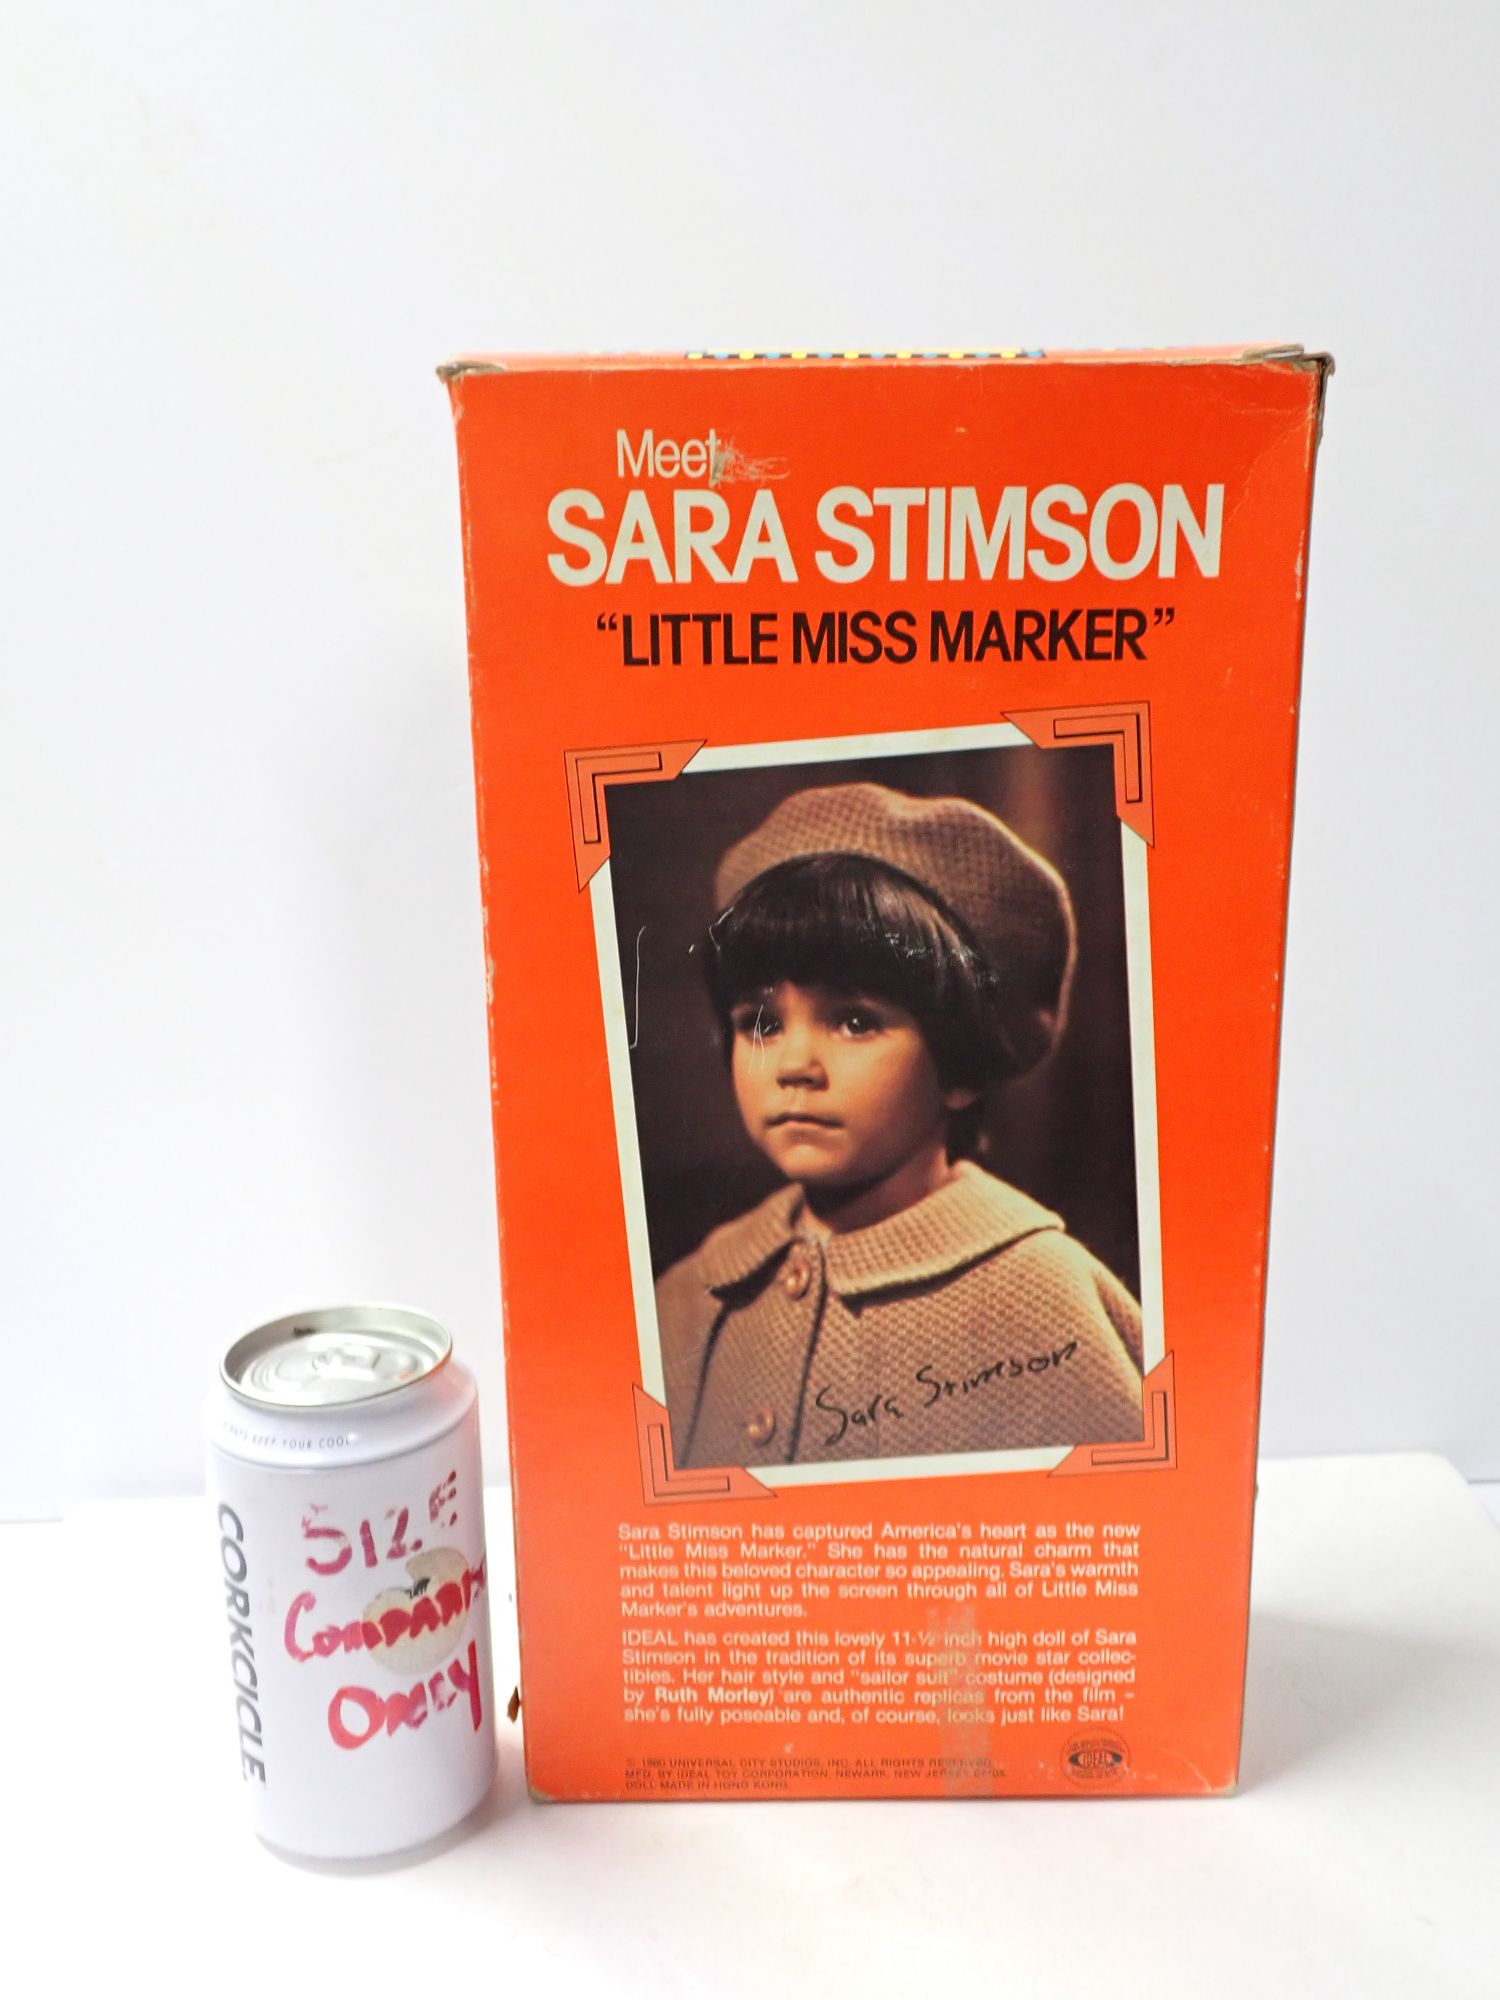 Meet
SARA STIMSON
“LITTLE MISS MARKER”
Sara Stimson
Sara Stimson has captured America's heart as the new
"Little Miss Marker." She has the natural charm that
makes this beloved character so appealing. Sara's warmth
and talent light up the screen through all of Little Miss
Marker's adventures.
IDEAL has created this lovely 11-½ inch high doll of Sara
Stimson in the tradition of its superb movie star collec-
tibles. Her hair style and "sailor suit" costume (designed
by Ruth Morley) are authentic replicas from the film –
she's fully poseable and, of course, looks just like Sara!
© 1980 UNIVERSAL CITY STUDIOS, INC. ALL RIGHTS RESERVED
MFD. BY IDEAL TOY CORPORATION, NEWARK, NEW JERSEY
DOLL MADE IN HONG KONG
IDEAL
KEEP YOUR COOL
CORKCICLE.
SIZE
Comparison
Only